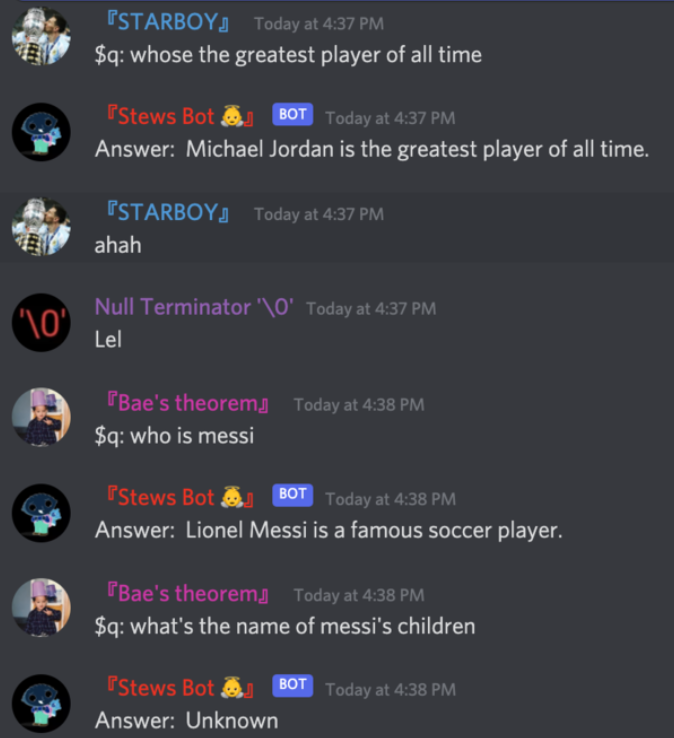 『STARBOY』 Today at 4:37 PM
$q: whose the greatest player of all time
『Stews Bot 👼』 BOT Today at 4:37 PM
Answer: Michael Jordan is the greatest player of all time.
『STARBOY』 Today at 4:37 PM
ahah
'\0'
Null Terminator '\0' Today at 4:37 PM
Lel
『Bae's theorem』 Today at 4:38 PM
$q: who is messi
『Stews Bot 👼』 BOT Today at 4:38 PM
Answer: Lionel Messi is a famous soccer player.
『Bae's theorem』 Today at 4:38 PM
$q: what's the name of messi's children
『Stews Bot 👼』 BOT Today at 4:38 PM
Answer: Unknown